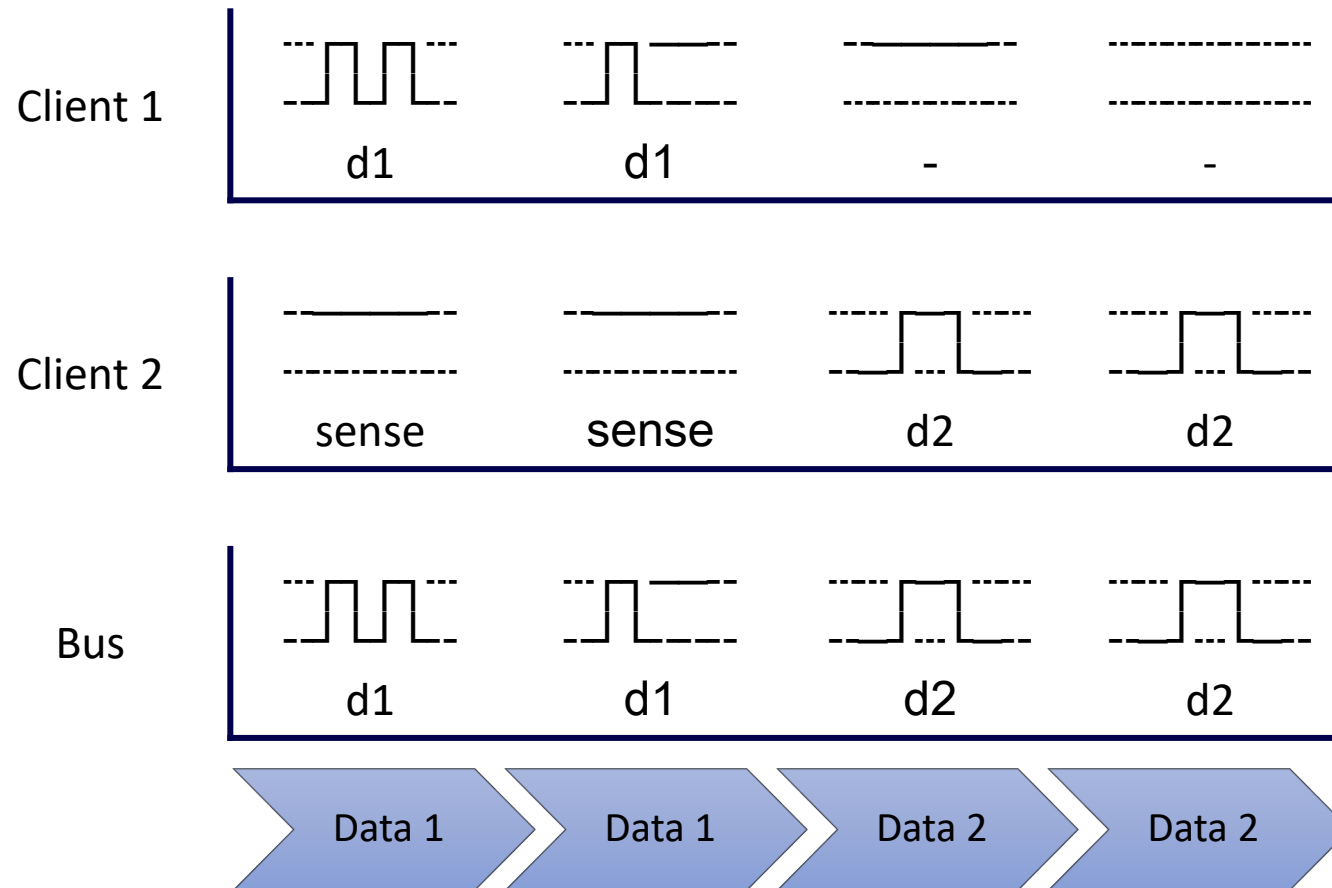 Client 1
d1 d1 - -
Client 2
sense sense d2 d2
Bus
d1 d1 d2 d2
Data 1 Data 1 Data 2 Data 2